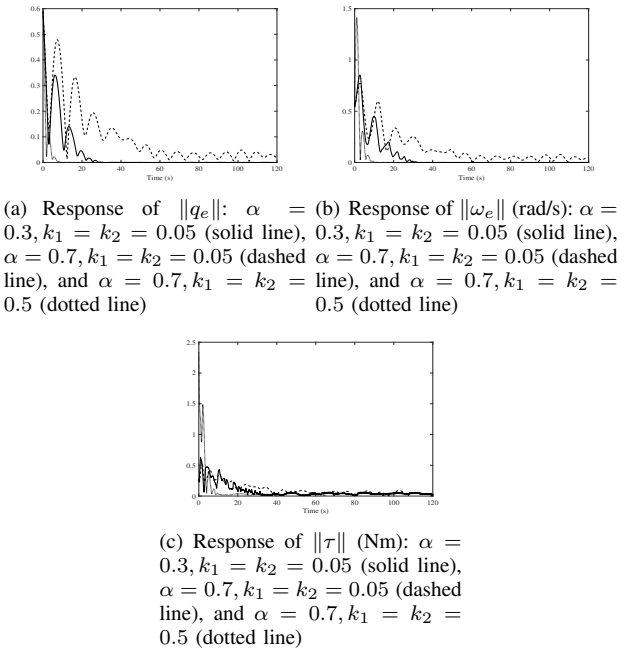 0.6
0.5
0.4
0.3
0.2
0.1
0
0 20 40 60 80 100 120
Time (s)
1.5
1
0.5
0
0 20 40 60 80 100 120
Time (s)
(a) Response of ‖q_e‖: α =
0.3, k_1 = k_2 = 0.05 (solid line),
α = 0.7, k_1 = k_2 = 0.05 (dashed
line), and α = 0.7, k_1 = k_2 =
0.5 (dotted line)
(b) Response of ‖ω_e‖ (rad/s): α =
0.3, k_1 = k_2 = 0.05 (solid line),
α = 0.7, k_1 = k_2 = 0.05 (dashed
line), and α = 0.7, k_1 = k_2 =
0.5 (dotted line)
2.5
2
1.5
1
0.5
0
0 20 40 60 80 100 120
Time (s)
(c) Response of ‖τ‖ (Nm): α =
0.3, k_1 = k_2 = 0.05 (solid line),
α = 0.7, k_1 = k_2 = 0.05 (dashed
line), and α = 0.7, k_1 = k_2 =
0.5 (dotted line)